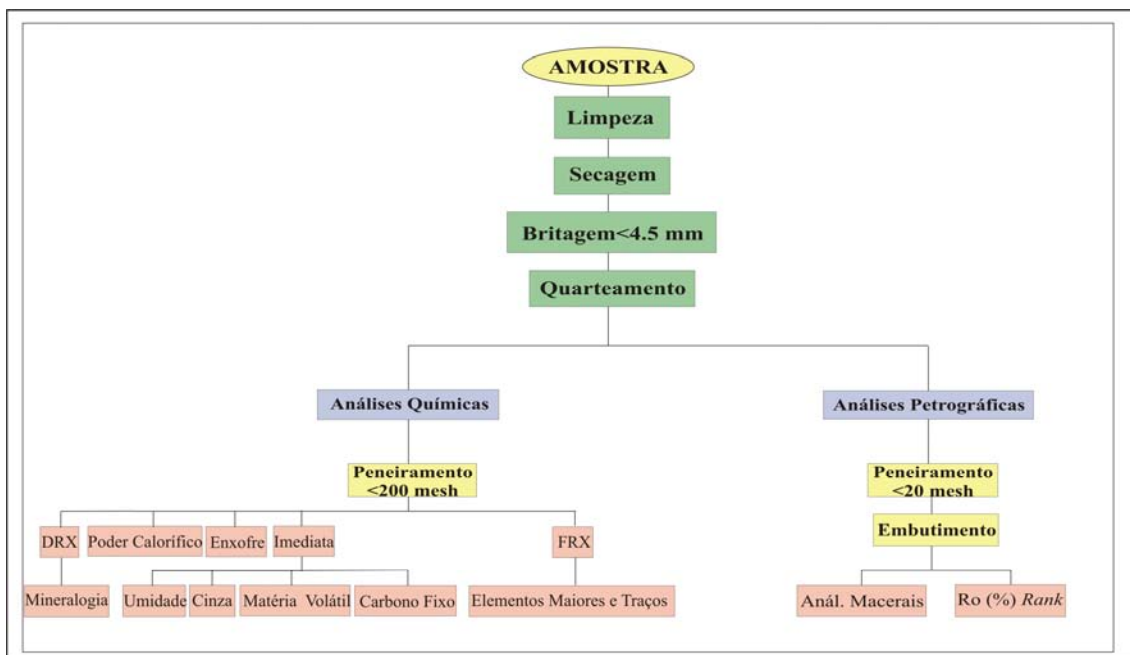 AMOSTRA
Limpeza
Secagem
Britagem<4.5 mm
Quarteamento
Análises Químicas
Análises Petrográficas
Peneiramento
<200 mesh
Peneiramento
<20 mesh
Embutimento
DRX
Poder Calorífico
Enxofre
Imediata
FRX
Mineralogia
Umidade
Cinza
Matéria Volátil
Carbono Fixo
Elementos Maiores e Traços
Anál. Macerais
Ro (%) Rank